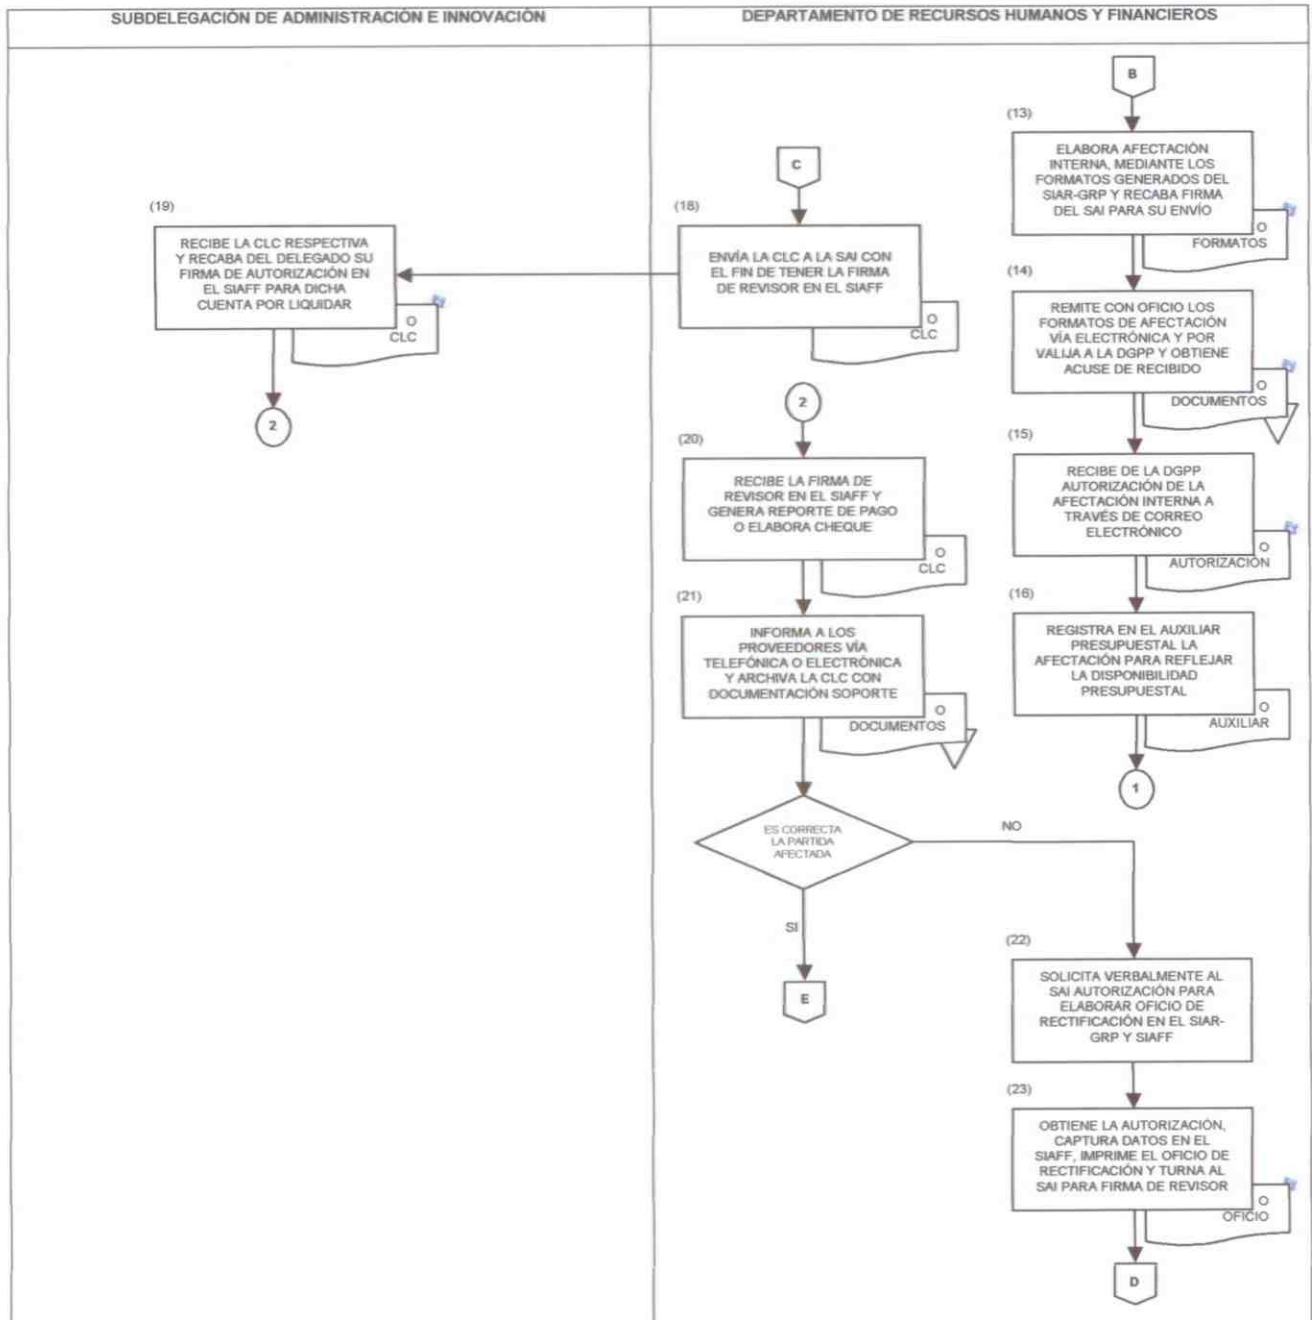 SUBDELEGACIÓN DE ADMINISTRACIÓN E INNOVACIÓN
DEPARTAMENTO DE RECURSOS HUMANOS Y FINANCIEROS
B
(13)
ELABORA AFECTACIÓN
INTERNA, MEDIANTE LOS
FORMATOS GENERADOS DEL
SIAR-GRP Y RECABA FIRMA
DEL SAI PARA SU ENVÍO
O
FORMATOS
(14)
REMITE CON OFICIO LOS
FORMATOS DE AFECTACIÓN
VÍA ELECTRÓNICA Y POR
VALIJA A LA DGPP Y OBTIENE
ACUSE DE RECIBIDO
O
DOCUMENTOS
(15)
RECIBE DE LA DGPP
AUTORIZACIÓN DE LA
AFECTACIÓN INTERNA A
TRAVÉS DE CORREO
ELECTRÓNICO
O
AUTORIZACIÓN
(16)
REGISTRA EN EL AUXILIAR
PRESUPUESTAL LA
AFECTACIÓN PARA REFLEJAR
LA DISPONIBILIDAD
PRESUPUESTAL
O
AUXILIAR
1
C
(18)
ENVÍA LA CLC A LA SAI CON
EL FIN DE TENER LA FIRMA
DE REVISOR EN EL SIAFF
O
CLC
(19)
RECIBE LA CLC RESPECTIVA
Y RECABA DEL DELEGADO SU
FIRMA DE AUTORIZACIÓN EN
EL SIAFF PARA DICHA
CUENTA POR LIQUIDAR
O
CLC
2
2
(20)
RECIBE LA FIRMA DE
REVISOR EN EL SIAFF Y
GENERA REPORTE DE PAGO
O ELABORA CHEQUE
O
CLC
(21)
INFORMA A LOS
PROVEEDORES VÍA
TELEFÓNICA O ELECTRÓNICA
Y ARCHIVA LA CLC CON
DOCUMENTACIÓN SOPORTE
O
DOCUMENTOS
ES CORRECTA
LA PARTIDA
AFECTADA
NO
SI
E
(22)
SOLICITA VERBALMENTE AL
SAI AUTORIZACIÓN PARA
ELABORAR OFICIO DE
RECTIFICACIÓN EN EL SIAR-
GRP Y SIAFF
(23)
OBTIENE LA AUTORIZACIÓN,
CAPTURA DATOS EN EL
SIAFF, IMPRIME EL OFICIO DE
RECTIFICACIÓN Y TURNA AL
SAI PARA FIRMA DE REVISOR
O
OFICIO
D